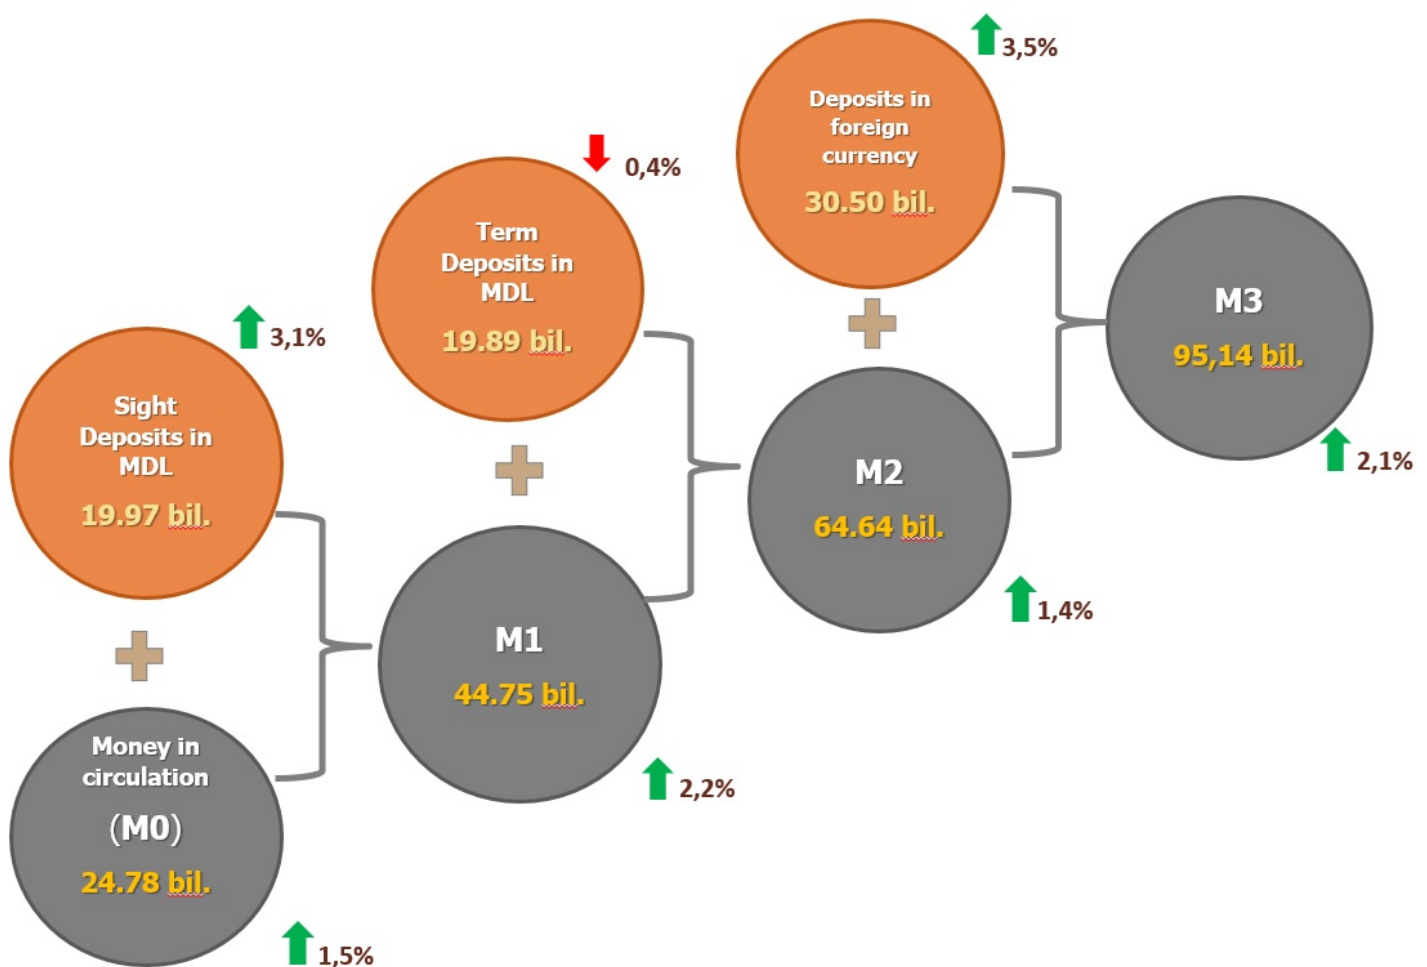 3,1%
Sight
Deposits in
MDL
19.97 bil.
Money in
circulation
(M0)
24.78 bil.
1,5%
0,4%
Term
Deposits in
MDL
19.89 bil.
M1
44.75 bil.
2,2%
3,5%
Deposits in
foreign
currency
30.50 bil.
M2
64.64 bil.
1,4%
M3
95,14 bil.
2,1%